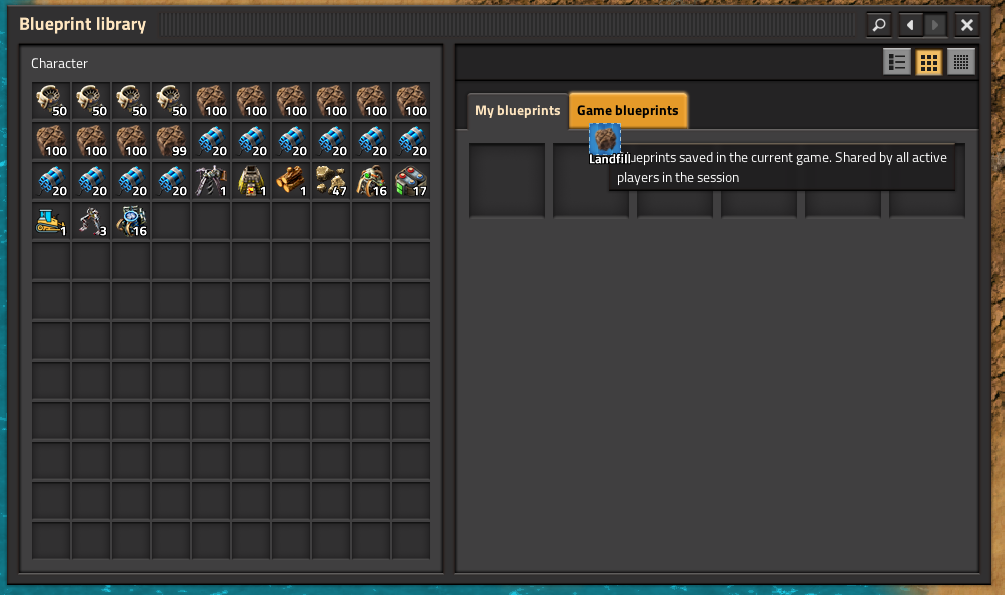 Blueprint library
Character
50 50 50 50 100 100 100 100 100 100
100 100 100 99 20 20 20 20 20 20
20 20 20 20 1 1 1 47 16 17
1 3 16
My blueprints Game blueprints
Landfill
ueprints saved in the current game. Shared by all active
players in the session